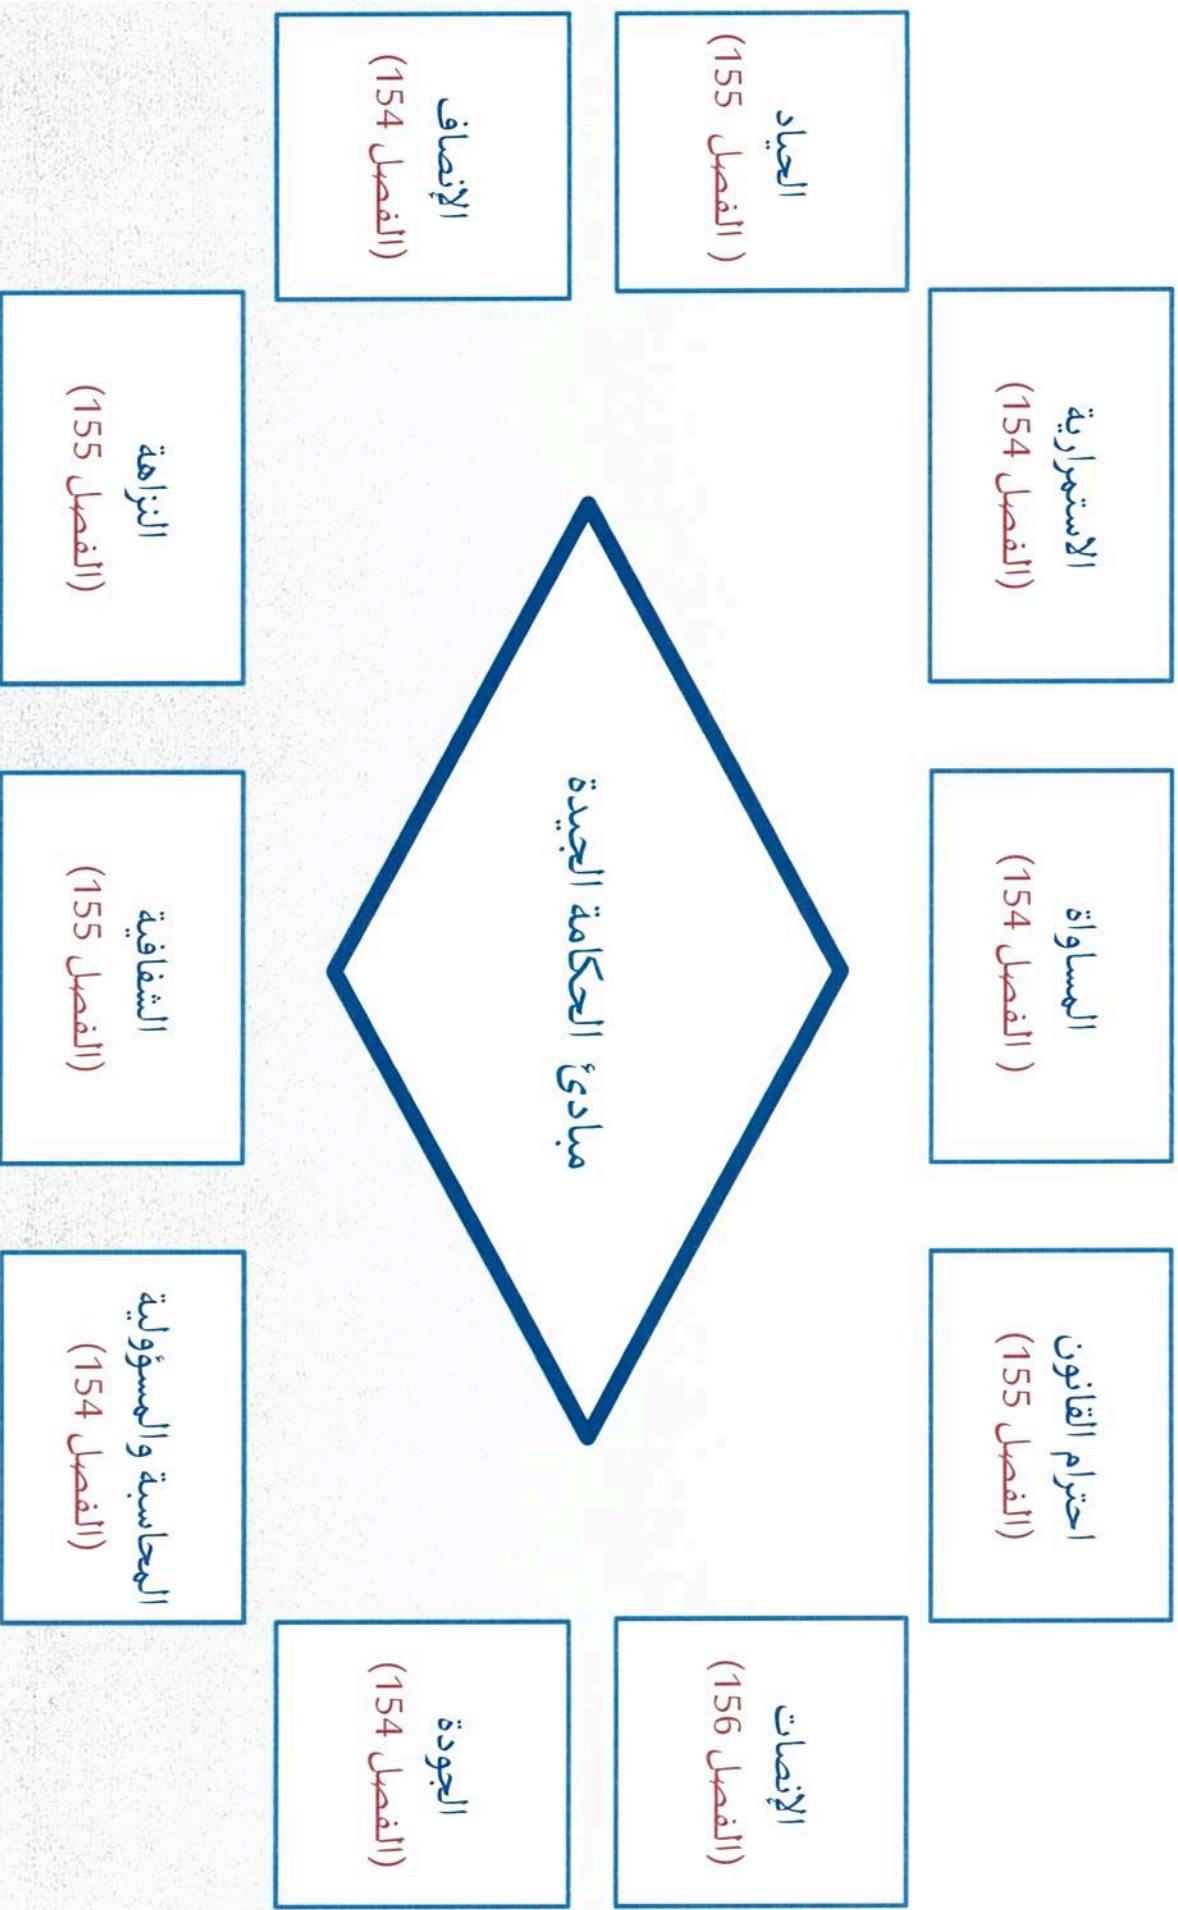 احترام القانون
(الفصل 155)
المساواة
( الفصل 154)
الاستمرارية
(الفصل 154)
الإنصات
(الفصل 156)
الحياد
( الفصل 155)
مبادئ الحكامة الجيدة
الجودة
(الفصل 154)
الإنصاف
(الفصل 154)
المحاسبة والمسؤولية
(الفصل 154)
الشفافية
(الفصل 155)
النزاهة
(الفصل 155)